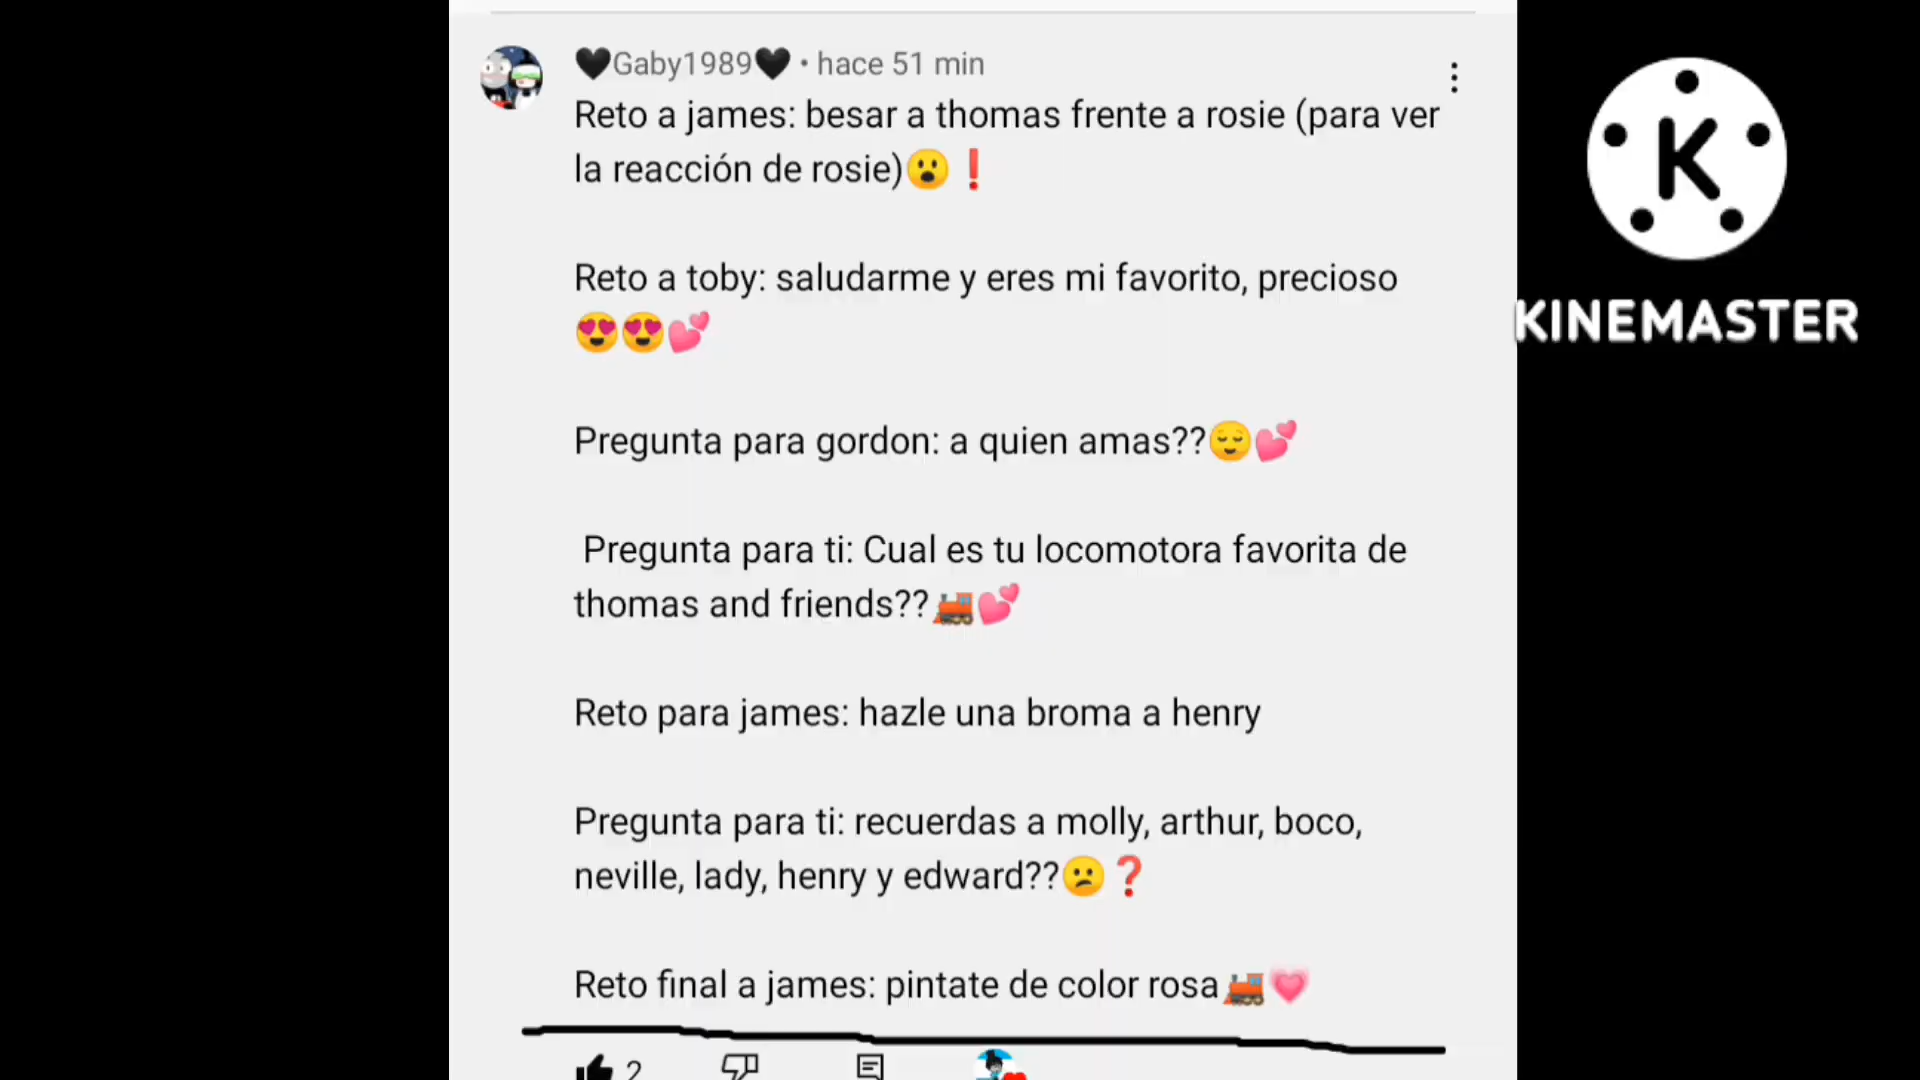 🖤Gaby1989🖤 • hace 51 min
Reto a james: besar a thomas frente a rosie (para ver
la reacción de rosie)😮❗
Reto a toby: saludarme y eres mi favorito, precioso
😍😍💕
Pregunta para gordon: a quien amas??😌💕
Pregunta para ti: Cual es tu locomotora favorita de
thomas and friends??🚂💕
Reto para james: hazle una broma a henry
Pregunta para ti: recuerdas a molly, arthur, boco,
neville, lady, henry y edward??😕❓
Reto final a james: pintate de color rosa🚂💗
2
K
KINEMASTER